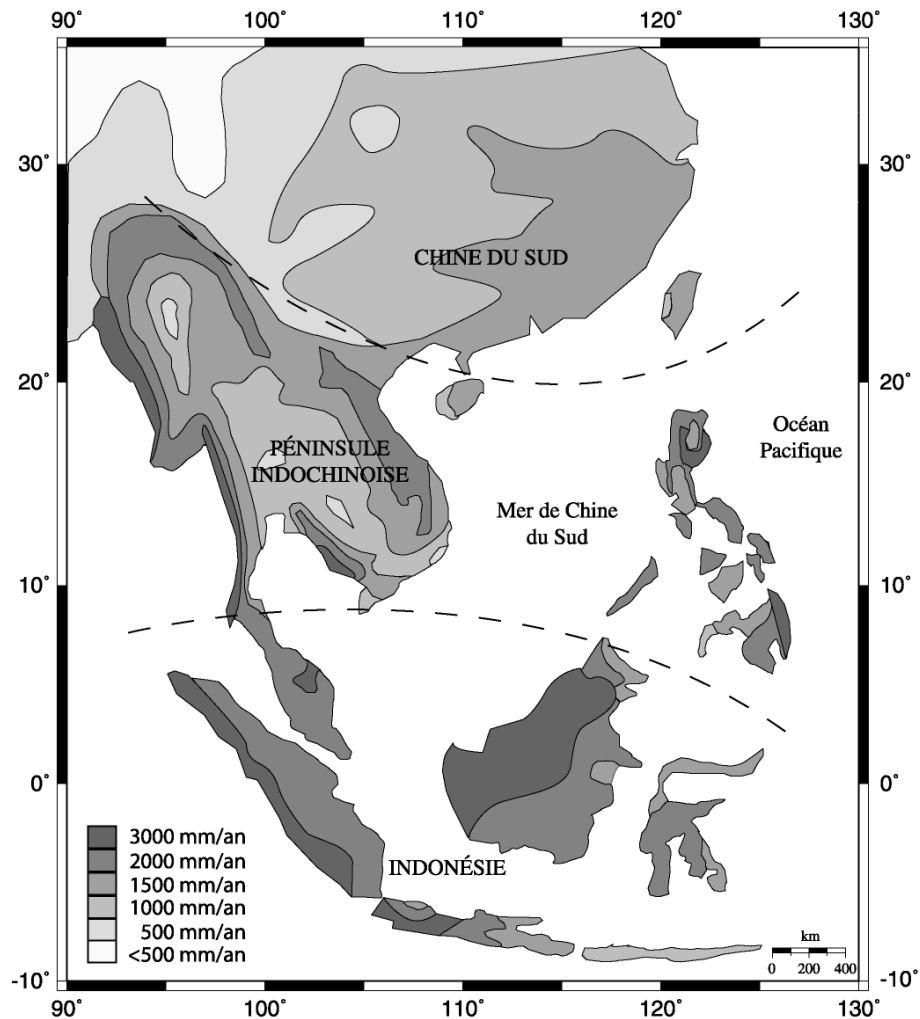 90˚ 100˚ 110˚ 120˚ 130˚
30˚ 30˚
CHINE DU SUD
20˚ 20˚
Océan
Pacifique
PÉNINSULE
INDOCHINOISE
Mer de Chine
du Sud
10˚ 10˚
0˚ 0˚
3000 mm/an
2000 mm/an
1500 mm/an
1000 mm/an
500 mm/an
<500 mm/an
INDONÉSIE
km
0 200 400
-10˚ -10˚
90˚ 100˚ 110˚ 120˚ 130˚